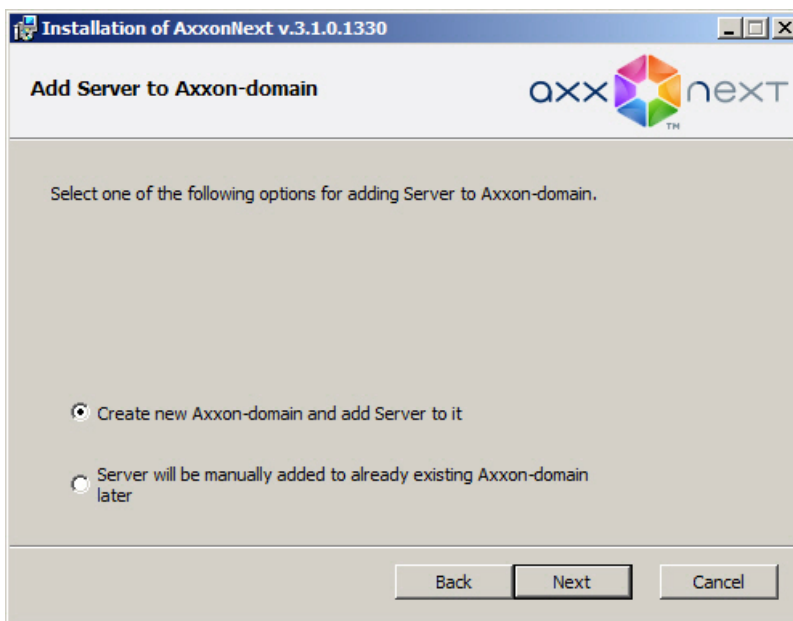 Installation of AxxonNext v.3.1.0.1330
Add Server to Axxon-domain
axx next
TM
Select one of the following options for adding Server to Axxon-domain.
Create new Axxon-domain and add Server to it
Server will be manually added to already existing Axxon-domain
later
Back Next Cancel